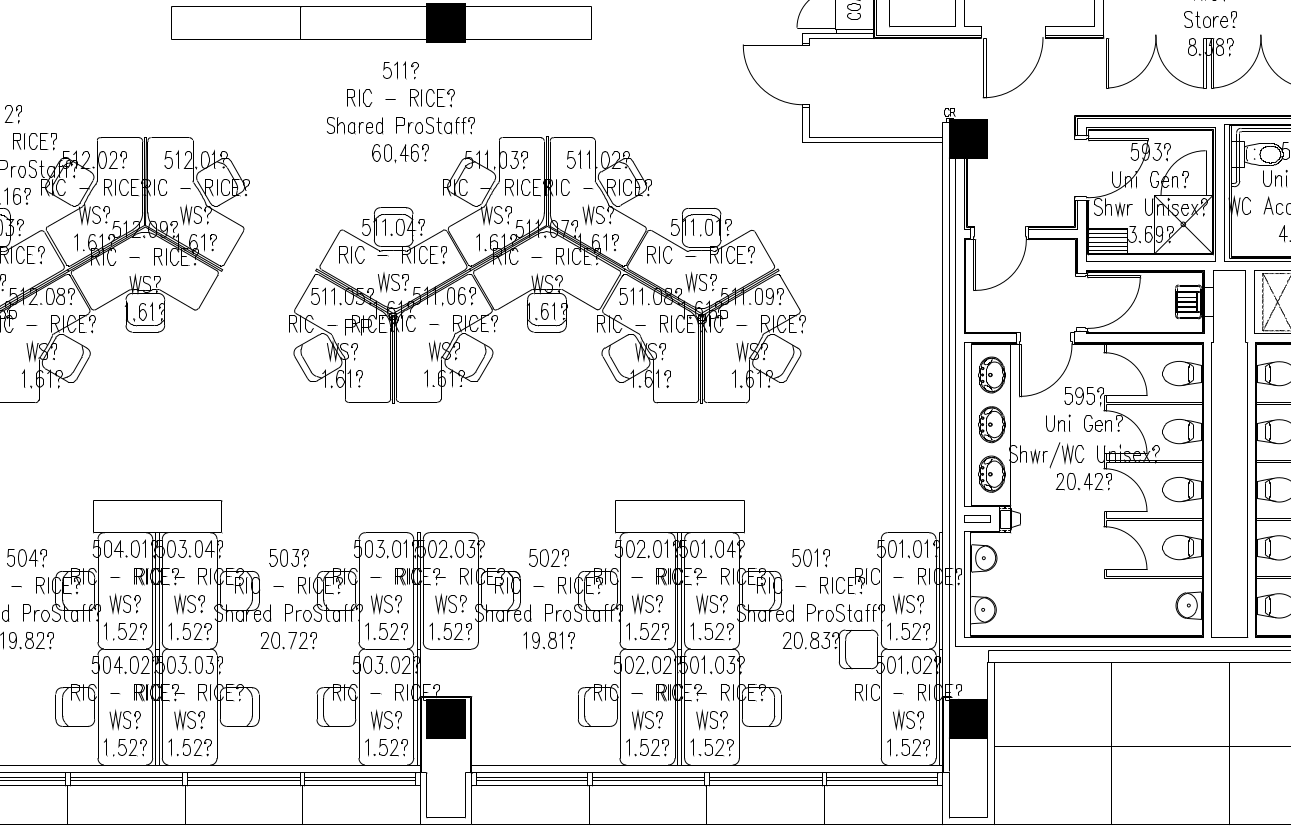 CO2
Store?
8.38?
511?
RIC - RICE?
Shared ProStaff?
60.46?
CR
2?
RICE?
ProStaff?
.16?
512.02?
RIC - RICE?
WS?
1.61?
512.01?
RIC - RICE?
WS?
1.61?
512.09?
RIC - RICE?
WS?
1.61?
03?
RICE?
512.08?
RIC - RICE?
WS?
1.61?
511.03?
RIC - RICE?
WS?
1.61?
511.02?
RIC - RICE?
WS?
1.61?
511.04?
RIC - RICE?
WS?
511.07?
RIC - RICE?
WS?
1.61?
511.01?
RIC - RICE?
WS?
511.05?
RIC - RICE?
WS?
1.61?
511.06?
RIC - RICE?
WS?
1.61?
511.08?
RIC - RICE?
WS?
1.61?
511.09?
RIC - RICE?
WS?
1.61?
593?
Uni Gen?
Shwr Unisex?
3.69?
5
Uni
WC Acc
4.
595?
Uni Gen?
Shwr/WC Unisex?
20.42?
504?
- RICE?
d ProStaff?
19.82?
504.01?
RIC - RICE?
WS?
1.52?
503.04?
RIC - RICE?
WS?
1.52?
503?
RIC - RICE?
Shared ProStaff?
20.72?
503.01?
RIC - RICE?
WS?
1.52?
502.03?
RIC - RICE?
WS?
1.52?
502?
RIC - RICE?
Shared ProStaff?
19.81?
502.01?
RIC - RICE?
WS?
1.52?
501.04?
RIC - RICE?
WS?
1.52?
501?
RIC - RICE?
Shared ProStaff?
20.83?
501.01?
RIC - RICE?
WS?
1.52?
504.02?
RIC - RICE?
WS?
1.52?
503.03?
RIC - RICE?
WS?
1.52?
503.02?
RIC - RICE?
WS?
1.52?
502.02?
RIC - RICE?
WS?
1.52?
501.03?
RIC - RICE?
WS?
1.52?
501.02?
RIC - RICE?
WS?
1.52?